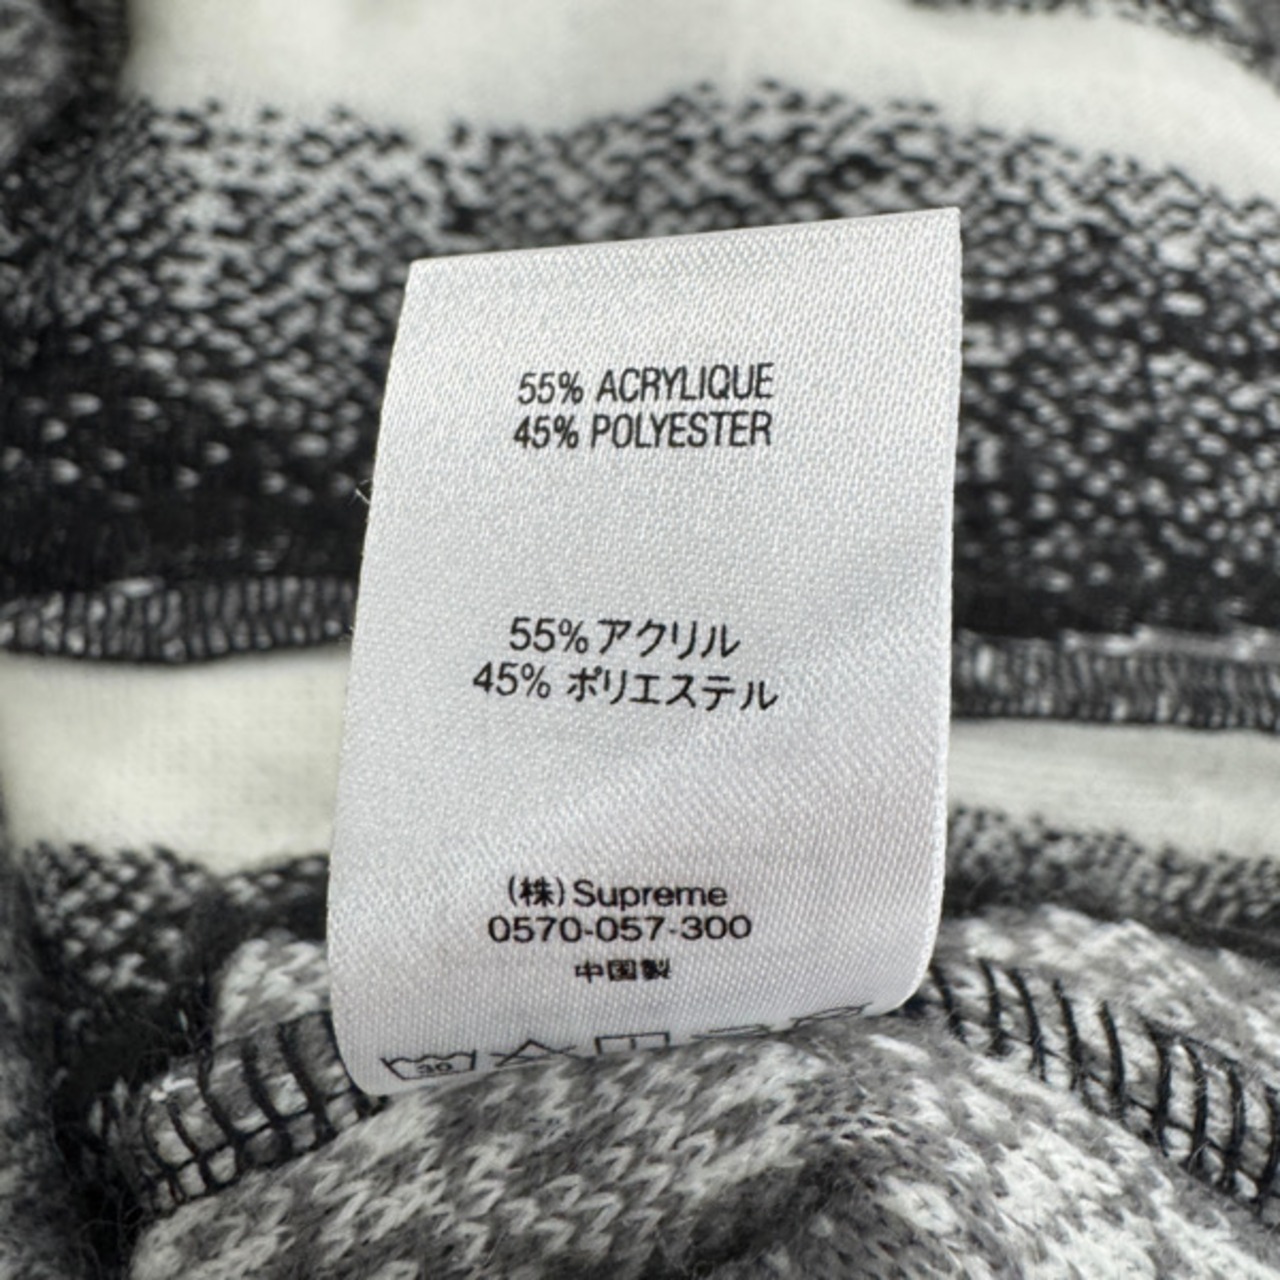 55% ACRYLIQUE
45% POLYESTER
55% アクリル
45% ポリエステル
(株) Supreme
0570-057-300
中国製
30